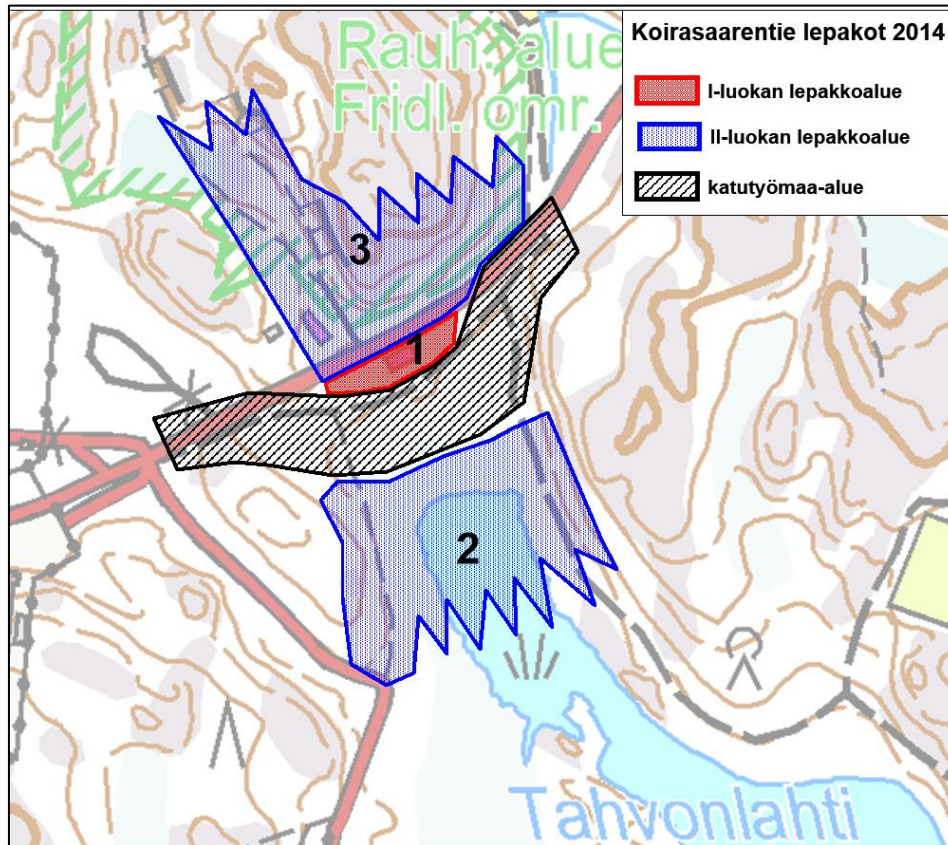 Koirasaarentie lepakot 2014
I-luokan lepakkoalue
II-luokan lepakkoalue
katutyömaa-alue
Rauh. alue
Fridl. omr.
3
1
2
Tahvonlahti